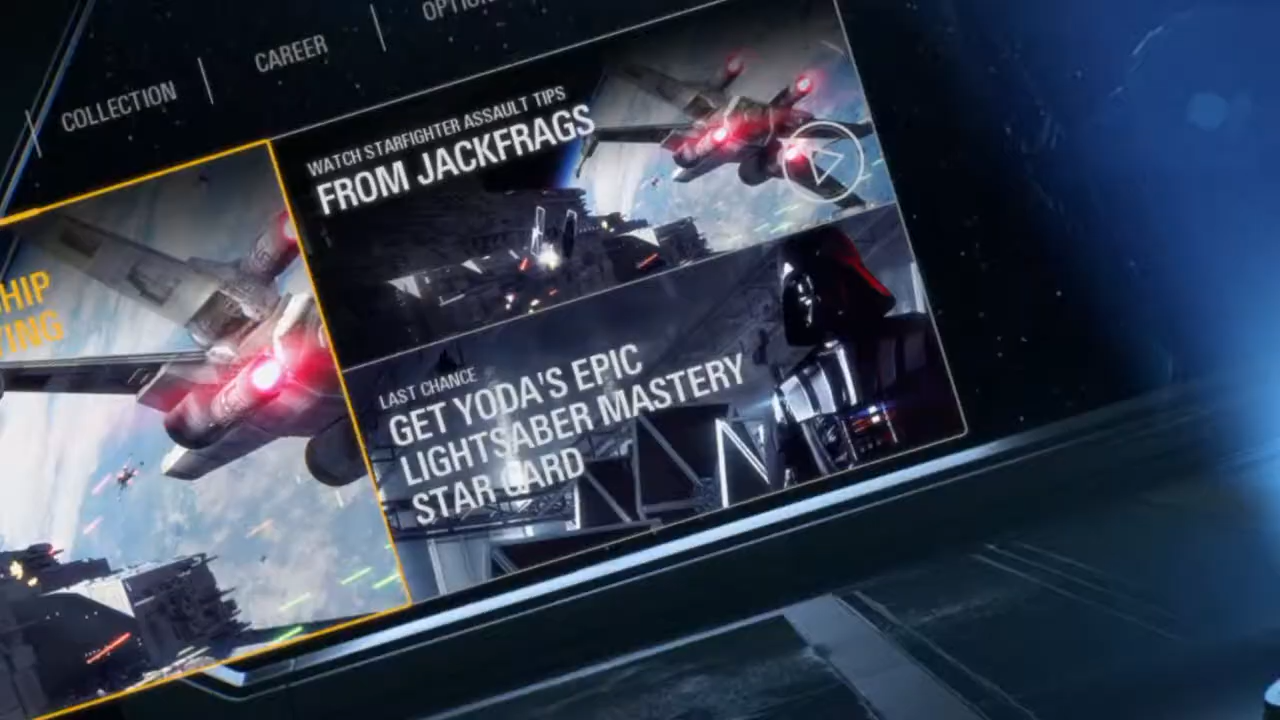 COLLECTION
CAREER
WATCH STARFIGHTER ASSAULT TIPS
FROM JACKFRAGS
LAST CHANCE
GET YODA'S EPIC
LIGHTSABER MASTERY
STAR CARD